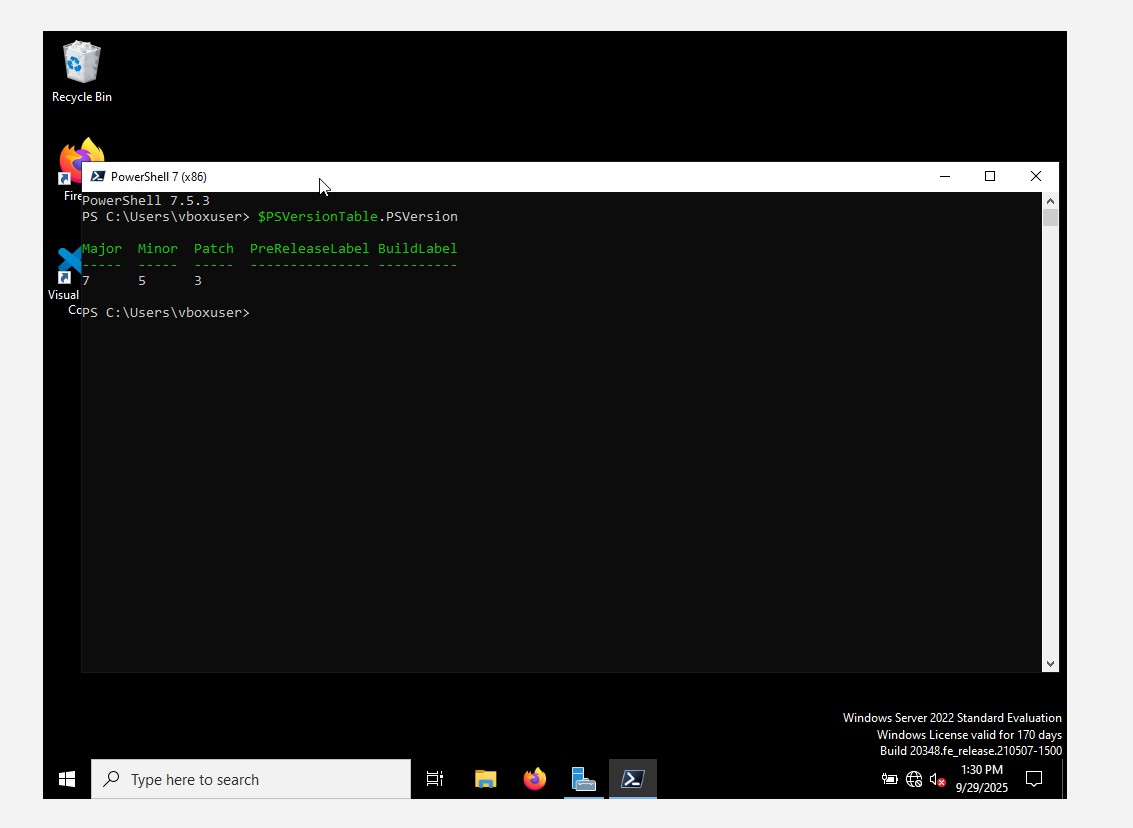 Recycle Bin
PowerShell 7 (x86)
Fire
PowerShell 7.5.3
PS C:\Users\vboxuser> $PSVersionTable.PSVersion
Major  Minor  Patch  PreReleaseLabel BuildLabel
-----  -----  -----  --------------- ----------
7      5      3
Visual
Co
PS C:\Users\vboxuser>
Windows Server 2022 Standard Evaluation
Windows License valid for 170 days
Build 20348.fe_release.210507-1500
Type here to search
1:30 PM
9/29/2025